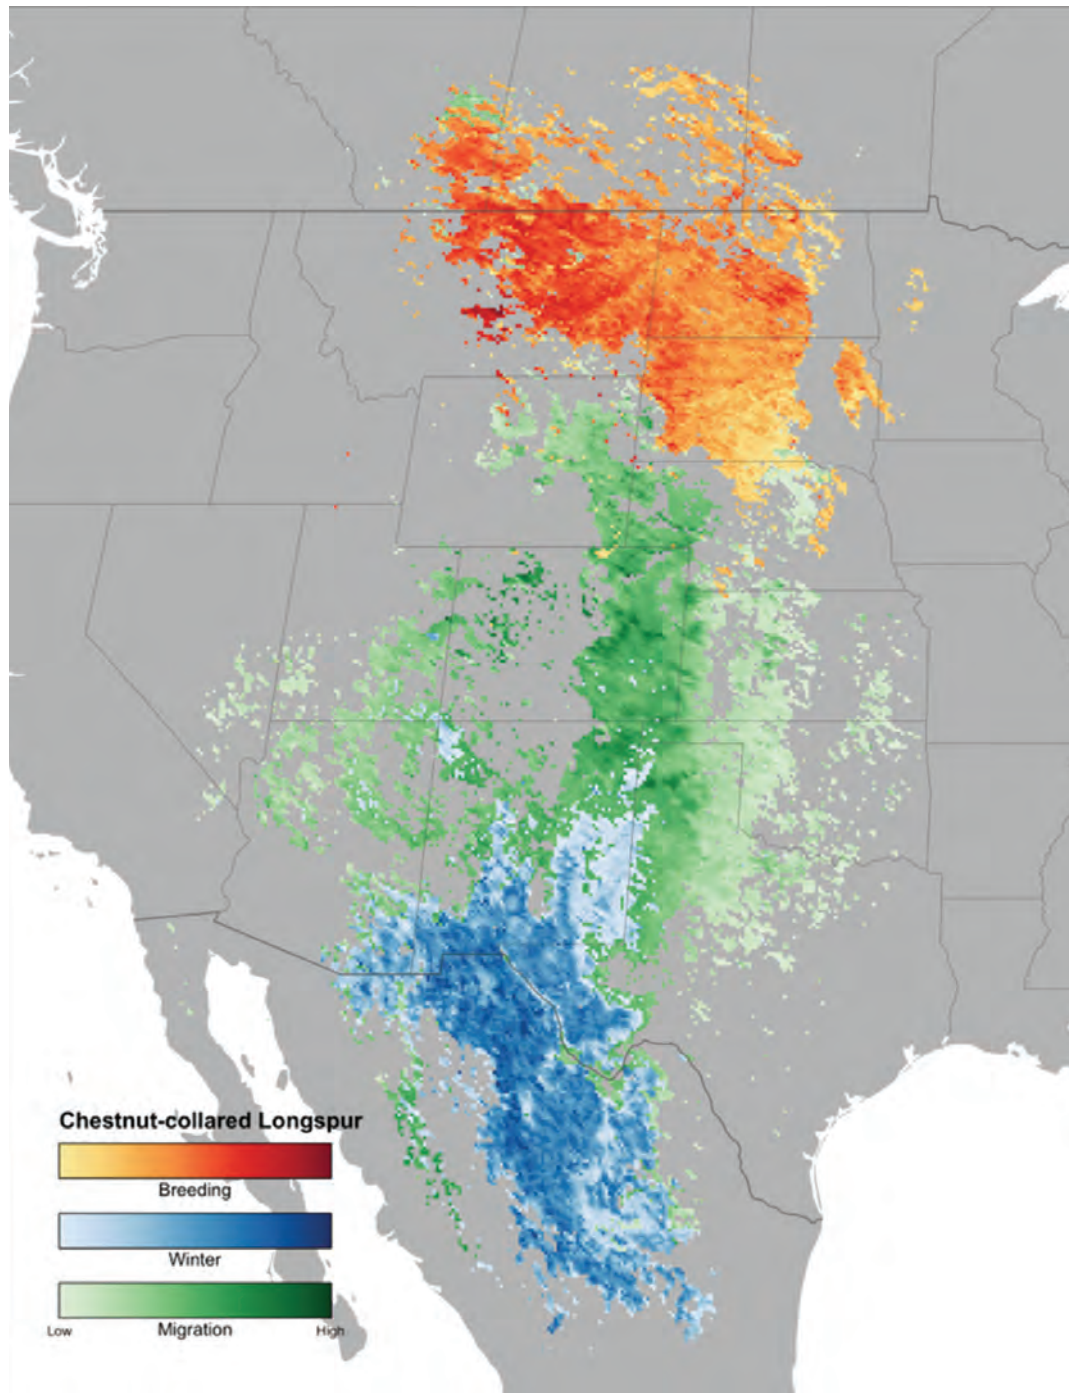 Chestnut-collared Longspur
Breeding
Winter
Migration
Low
High